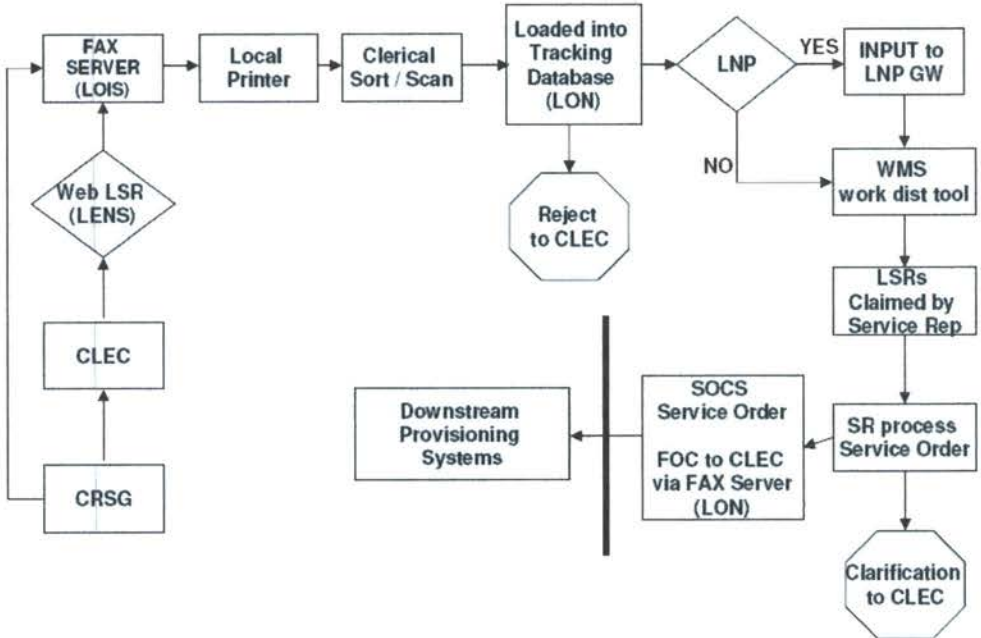 FAX
SERVER
(LOIS)
Local
Printer
Clerical
Sort / Scan
Loaded into
Tracking
Database
(LON)
LNP
YES
INPUT to
LNP GW
NO
WMS
work dist tool
Web LSR
(LENS)
Reject
to CLEC
LSRs
Claimed by
Service Rep
CLEC
Downstream
Provisioning
Systems
SOCS
Service Order
FOC to CLEC
via FAX Server
(LON)
SR process
Service Order
CRSG
Clarification
to CLEC